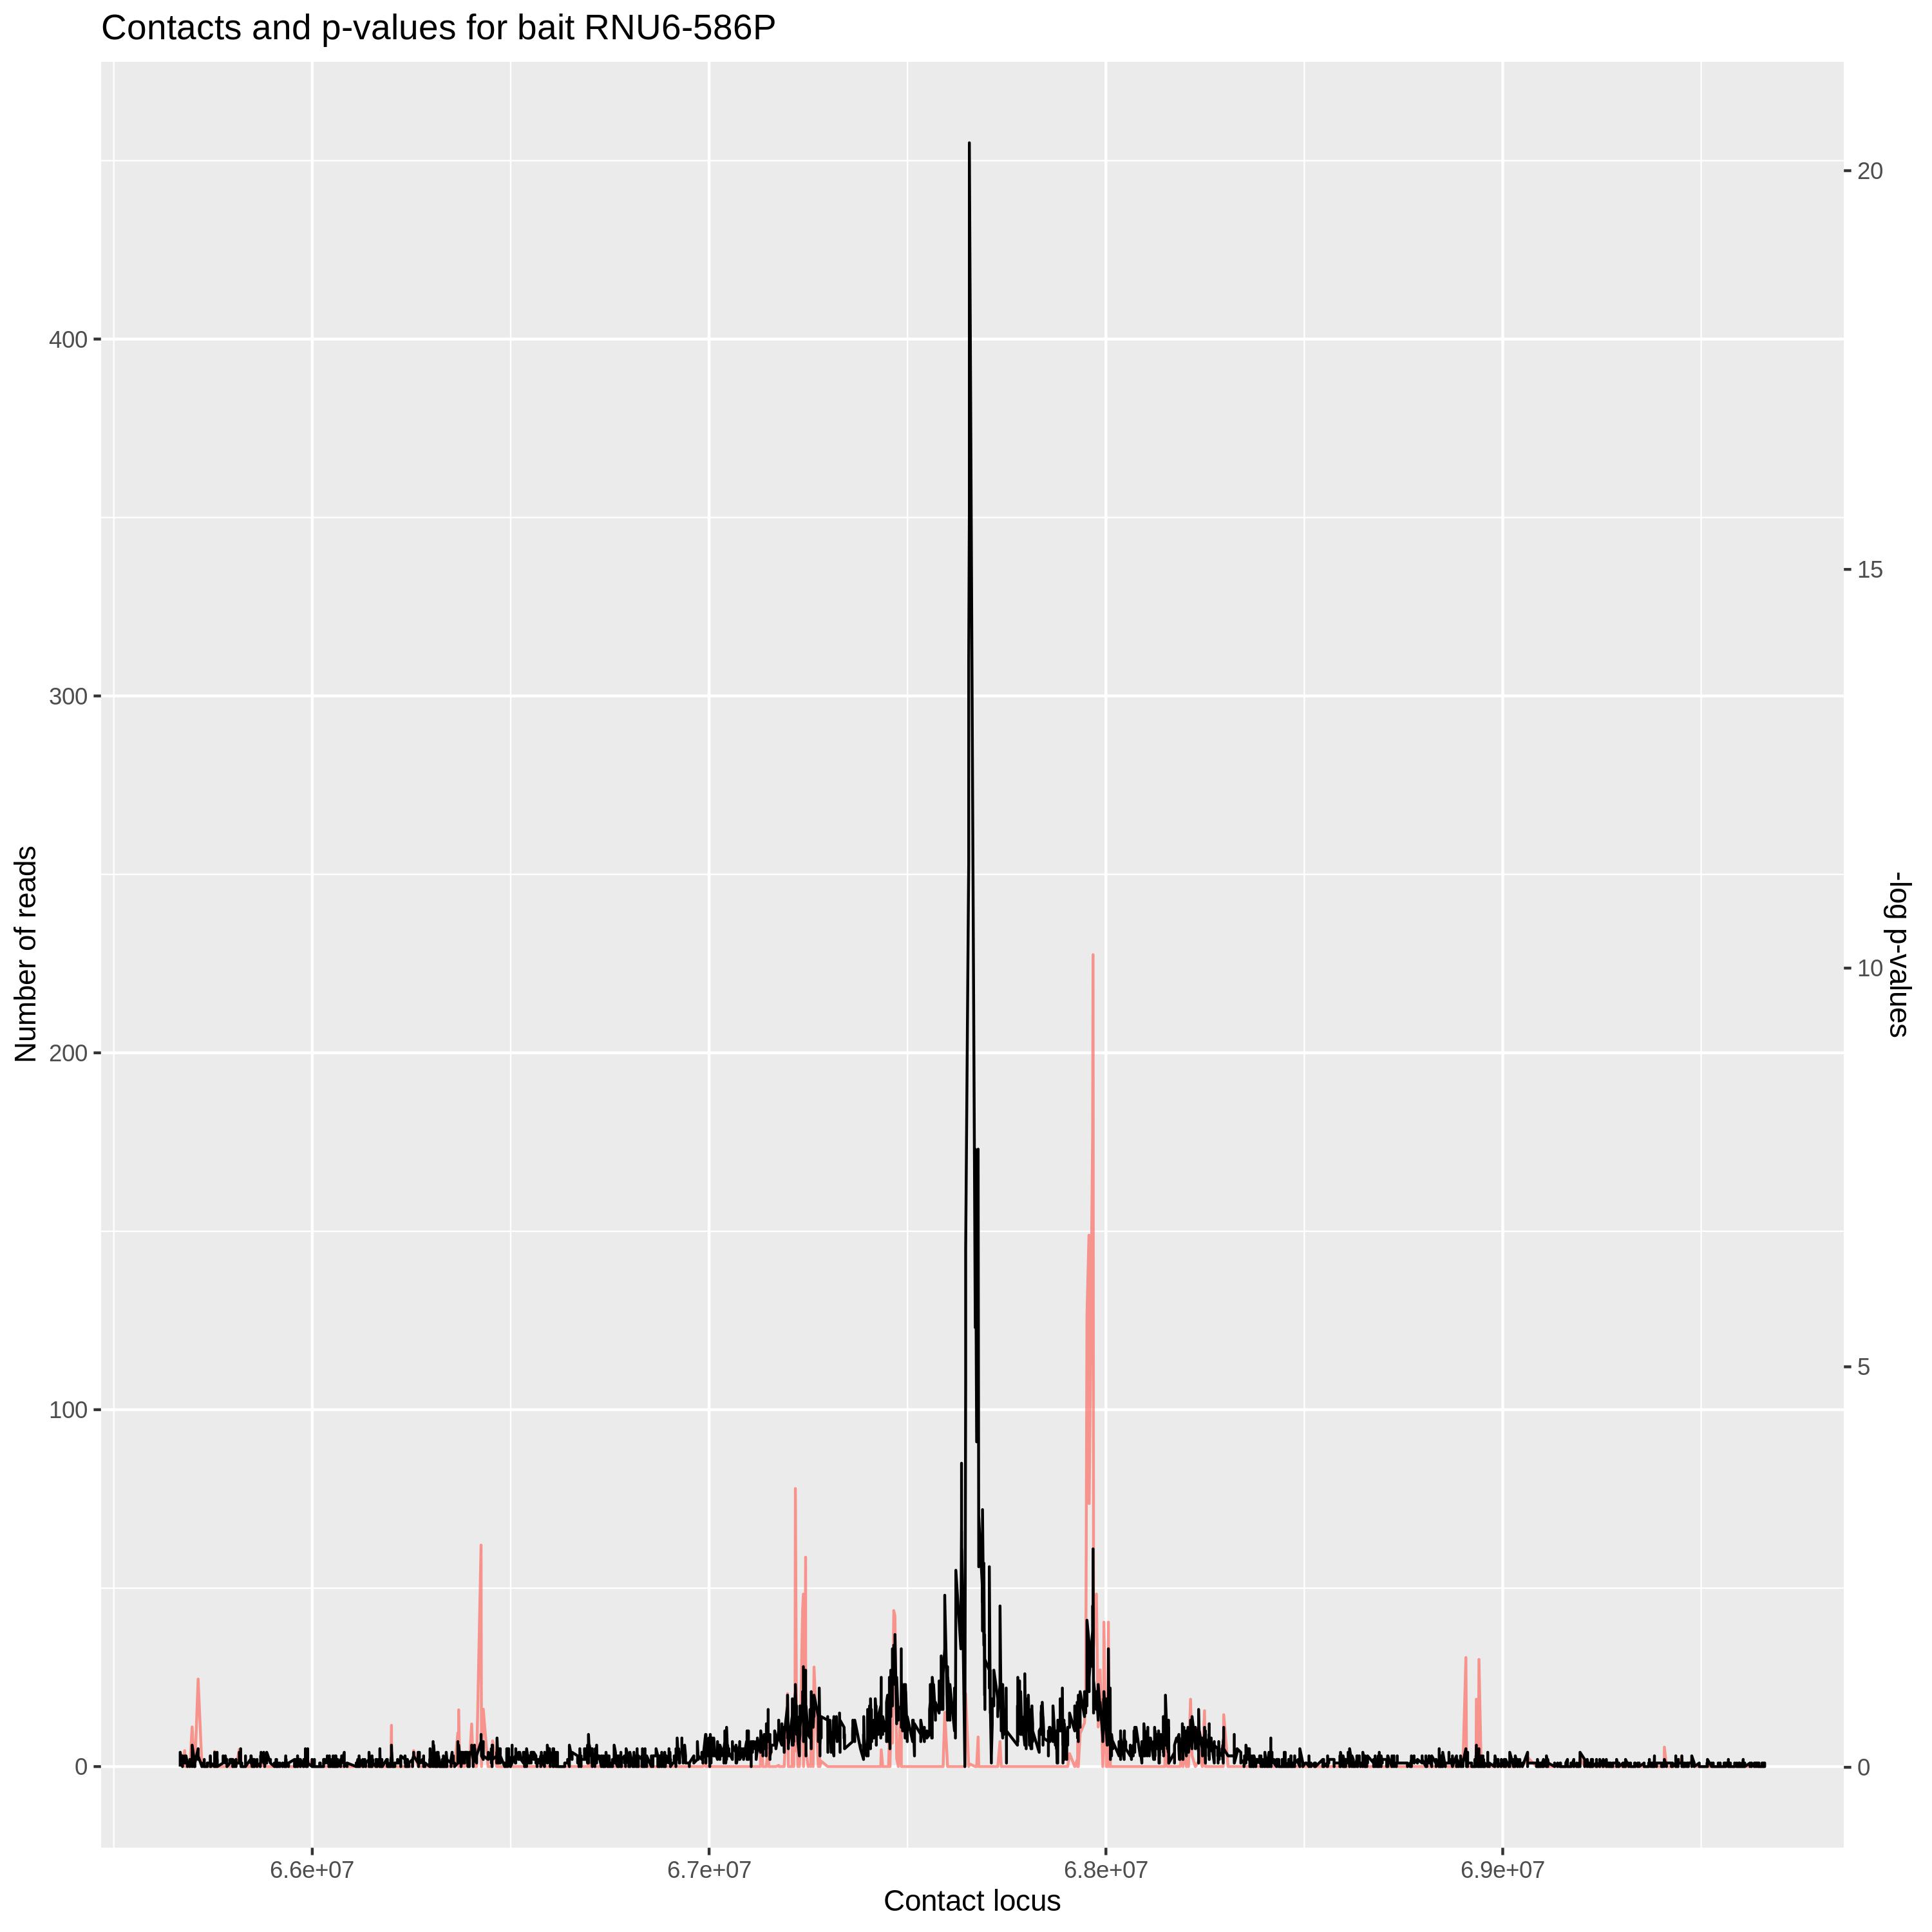 Contacts and p-values for bait RNU6-586P
400
300
200
100
0
20
15
10
5
0
Number of reads
-log p-values
6.6e+07
6.7e+07
6.8e+07
6.9e+07
Contact locus